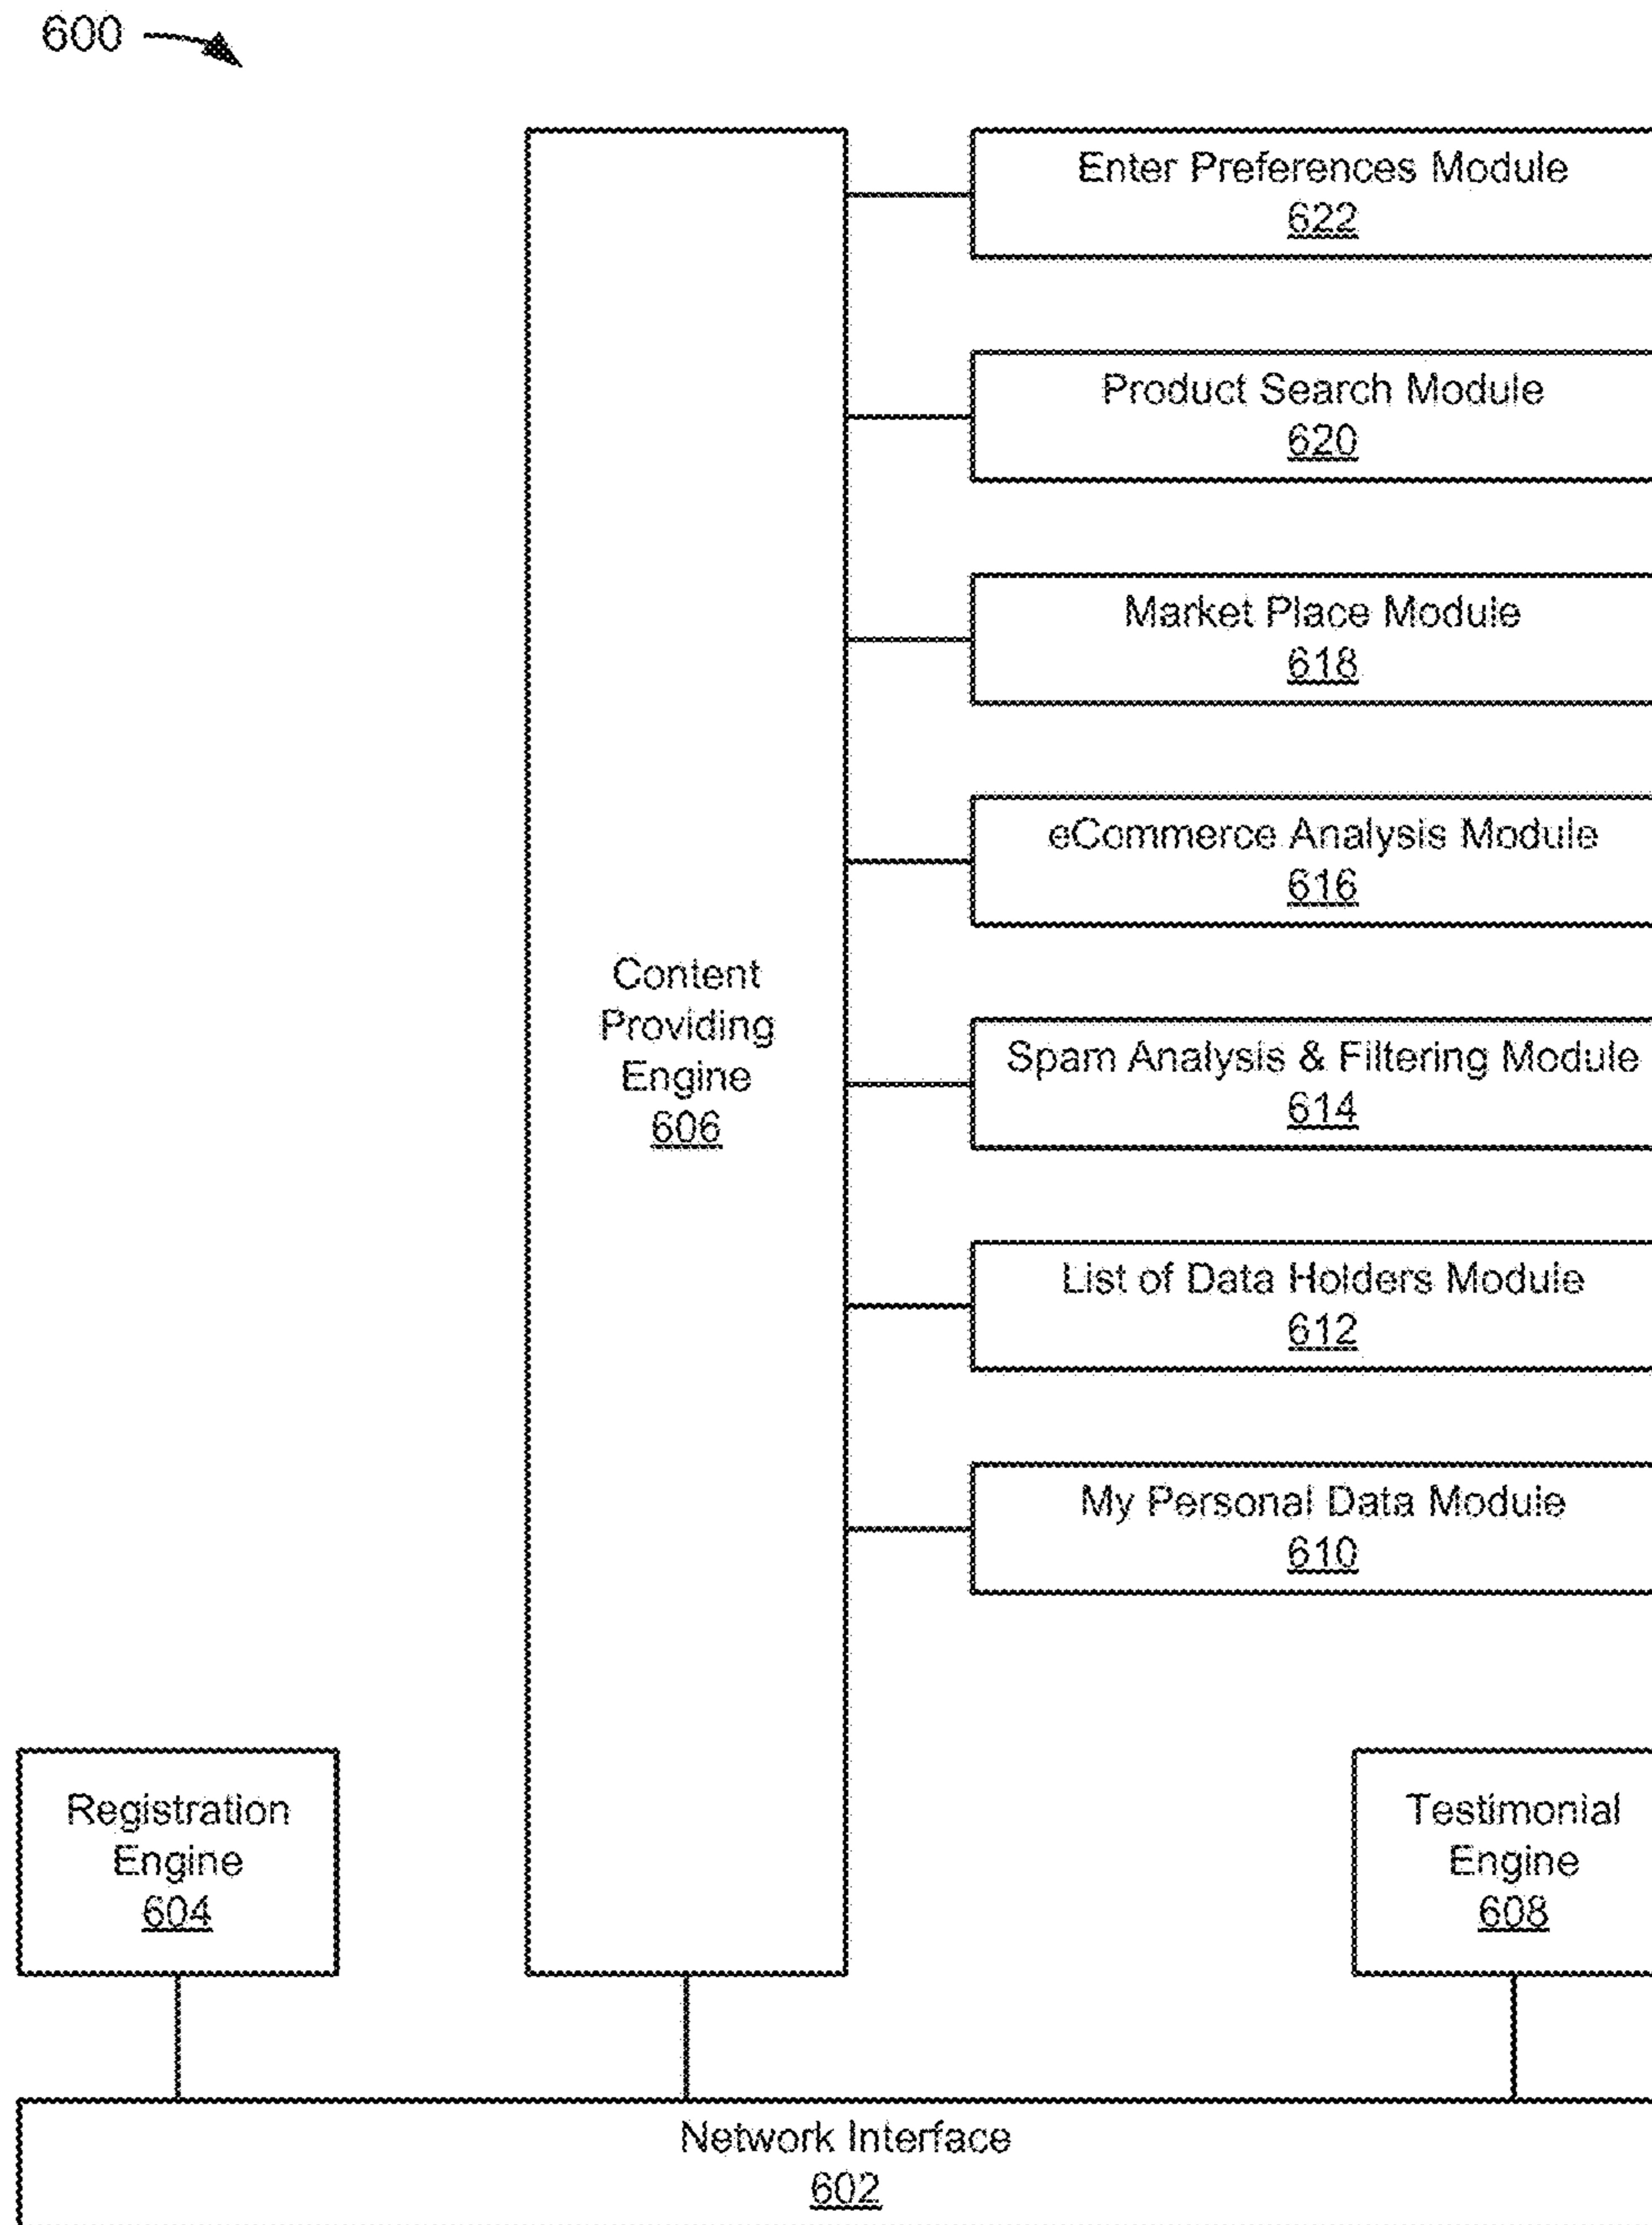 600
Enter Preferences Module
622
Product Search Module
620
Market Place Module
618
eCommerce Analysis Module
616
Content
Providing
Engine
606
Spam Analysis & Filtering Module
614
List of Data Holders Module
612
My Personal Data Module
610
Registration
Engine
604
Testimonial
Engine
608
Network Interface
602